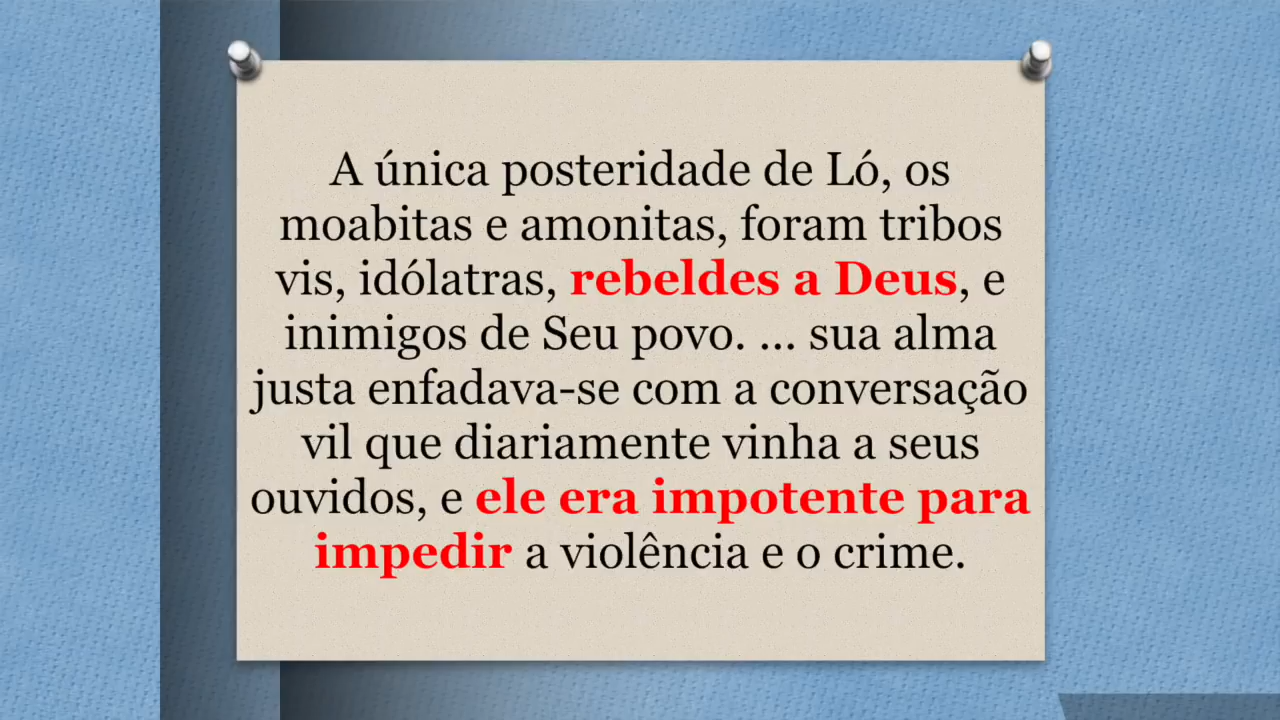 A única posteridade de Ló, os
moabitas e amonitas, foram tribos
vis, idólatras, rebeldes a Deus, e
inimigos de Seu povo. ... sua alma
justa enfadava-se com a conversação
vil que diariamente vinha a seus
ouvidos, e ele era impotente para
impedir a violência e o crime.